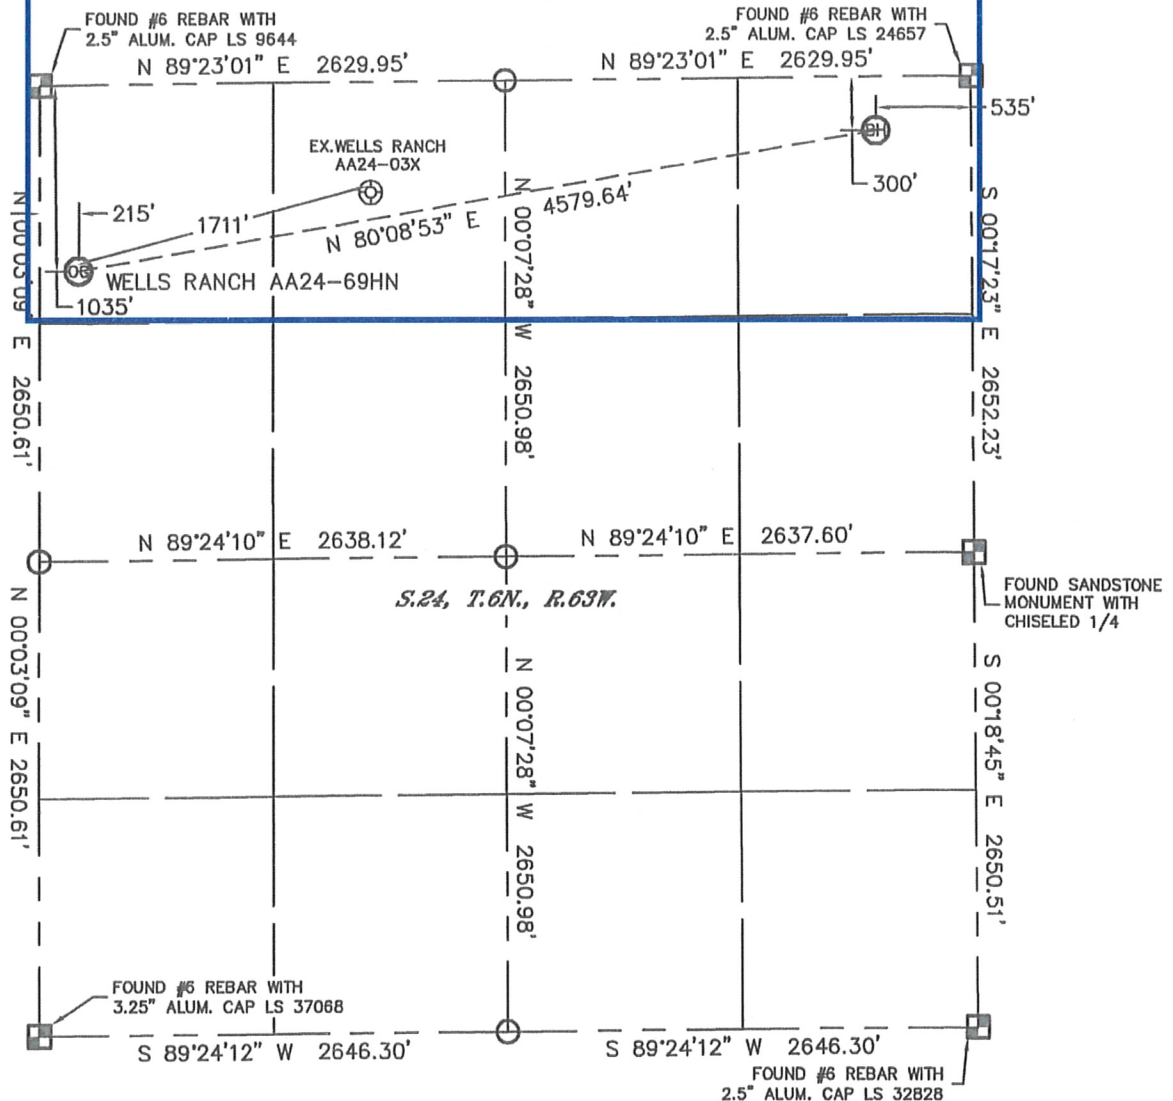 FOUND #6 REBAR WITH
2.5" ALUM. CAP LS 9644
FOUND #6 REBAR WITH
2.5" ALUM. CAP LS 24657
N 89°23'01" E 2629.95'
N 89°23'01" E 2629.95'
535'
BH
EX.WELLS RANCH
AA24-03X
300'
215'
1711'
N 80°08'53" E
4579.64'
WELLS RANCH AA24-69HN
1035'
N 00°03'09" E 2650.61'
N 00°07'28" W 2650.98'
S 00°17'23" E 2652.23'
N 89°24'10" E 2638.12'
N 89°24'10" E 2637.60'
S.24, T.6N., R.63W.
FOUND SANDSTONE
MONUMENT WITH
CHISELED 1/4
N 00°03'09" E 2650.61'
N 00°07'28" W 2650.98'
S 00°18'45" E 2650.51'
FOUND #6 REBAR WITH
3.25" ALUM. CAP LS 37068
S 89°24'12" W 2646.30'
S 89°24'12" W 2646.30'
FOUND #6 REBAR WITH
2.5" ALUM. CAP LS 32828